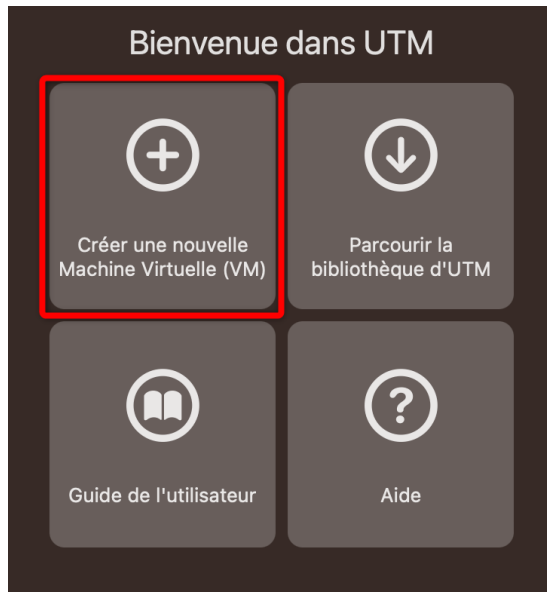 Bienvenue dans UTM
Créer une nouvelle
Machine Virtuelle (VM)
Parcourir la
bibliothèque d'UTM
Guide de l'utilisateur
Aide